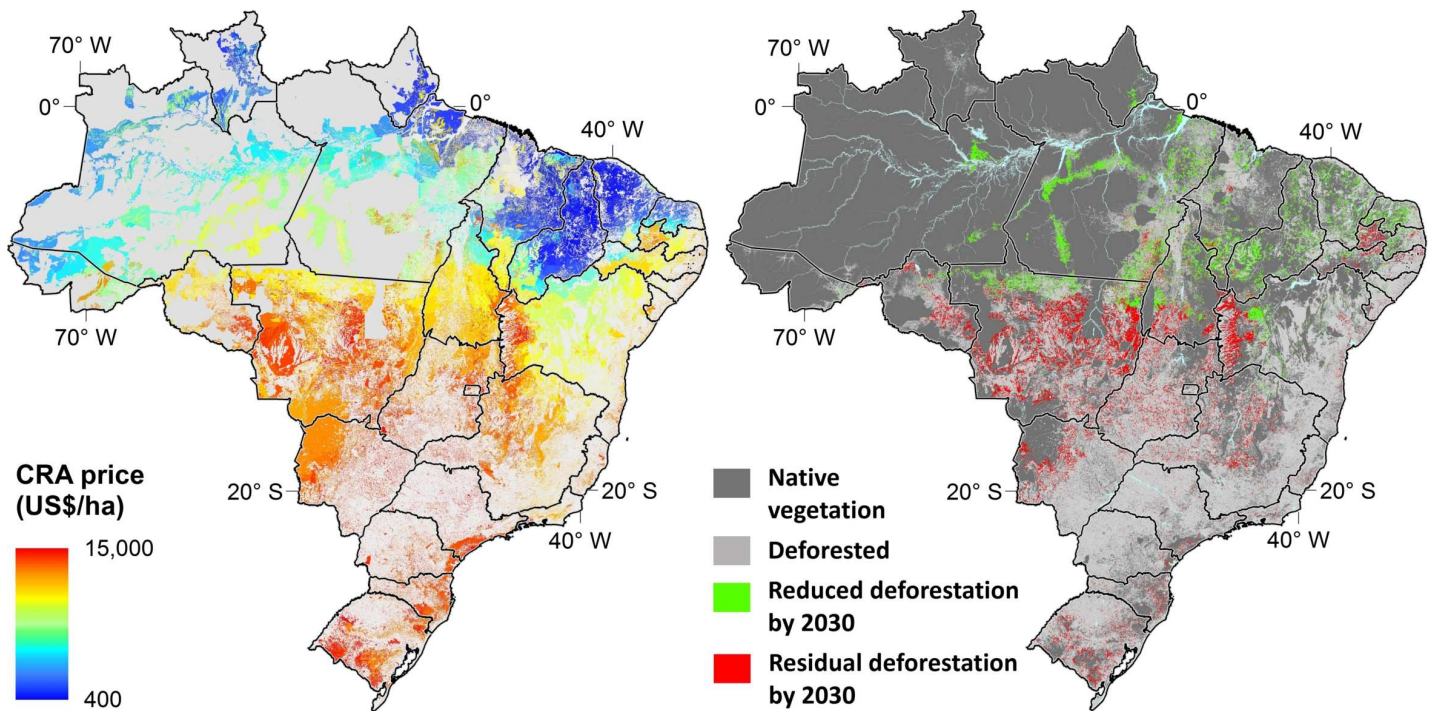 70° W
0°
0°
40° W
70° W
20° S
CRA price
(US$/ha)
15,000
400
70° W
0°
0°
40° W
70° W
20° S
20° S
40° W
40° W
Native
vegetation
Deforested
Reduced deforestation
by 2030
Residual deforestation
by 2030